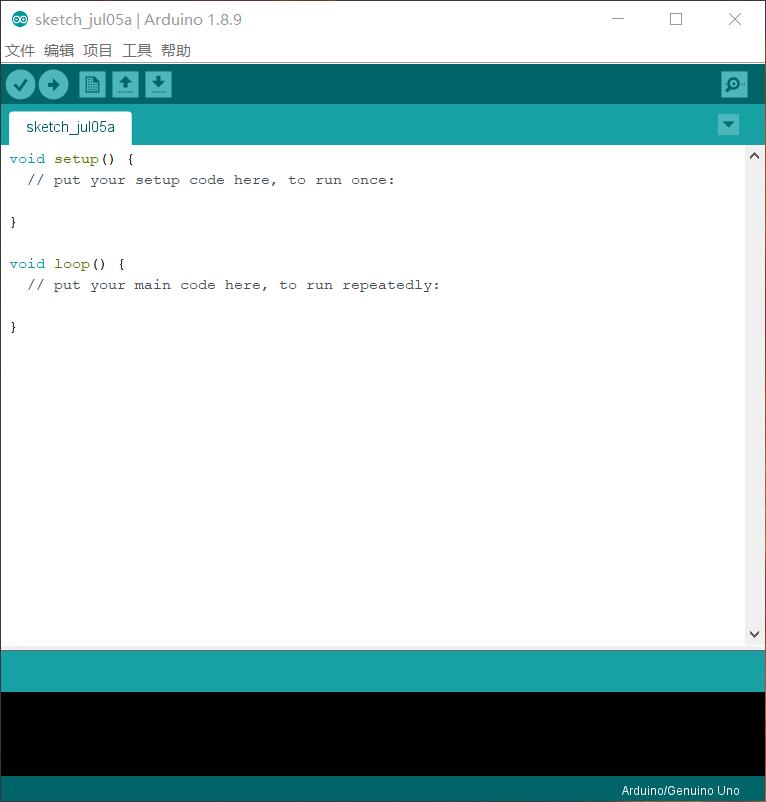 sketch_jul05a | Arduino 1.8.9
文件 编辑 项目 工具 帮助
sketch_jul05a
void setup() {
  // put your setup code here, to run once:
}
void loop() {
  // put your main code here, to run repeatedly:
}
Arduino/Genuino Uno